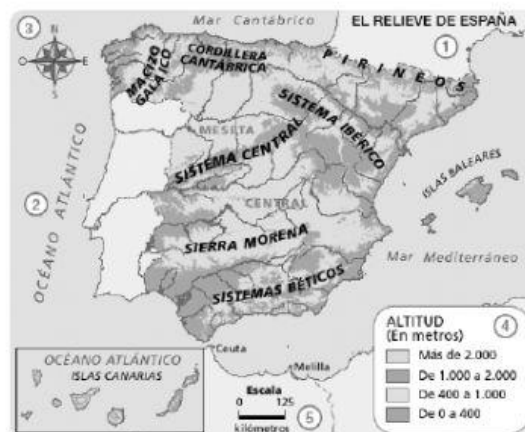 Mar Cantábrico
EL RELIEVE DE ESPAÑA
3
N
O
E
S
1
CORDILLERA
CANTÁBRICA
MACIZO
GALAICO
PIRINEOS
SISTEMA IBÉRICO
MESETA
SISTEMA CENTRAL
CENTRAL
ISLAS BALEARES
2
OCÉANO ATLÁNTICO
SIERRA MORENA
Mar Mediterráneo
SISTEMAS BÉTICOS
ALTITUD
(En metros)
4
Más de 2.000
De 1.000 a 2.000
De 400 a 1.000
De 0 a 400
Ceuta
Melilla
OCÉANO ATLÁNTICO
ISLAS CANARIAS
Escala
0 125
kilómetros
5